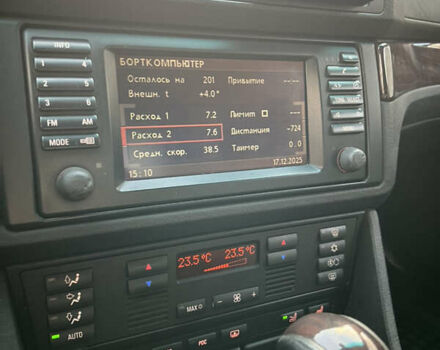 INFO
1 2
3 4
5 6
FM AM
MODE
БОРТКОМПЬЮТЕР
Осталось на 201 Прибытие --:--
Внешн. t +4.0°
Расход 1 7.2 Лимит ---
Расход 2 7.6 Дистанция -724
Средн. скор. 38.5 Таймер 0.0
15:10 17.12.2025
23.5°C 23.5°C
MAX
AUTO
PDC